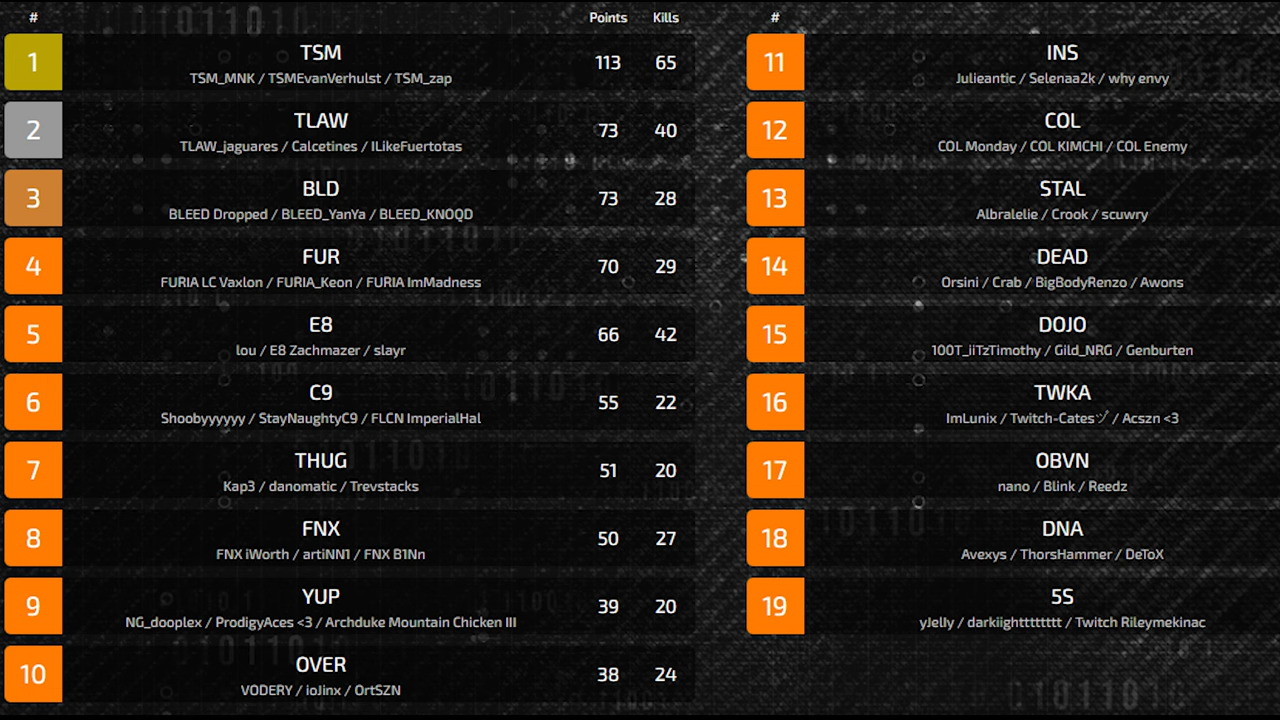 # Points Kills
1 TSM 113 65
TSM_MNK / TSMEvanVerhulst / TSM_zap
2 TLAW 73 40
TLAW_jaguares / Calcetines / ILikeFuertotas
3 BLD 73 28
BLEED Dropped / BLEED_YanYa / BLEED_KNOQD
4 FUR 70 29
FURIA LC Vaxlon / FURIA_Keon / FURIA ImMadness
5 E8 66 42
lou / E8 Zachmazer / slayr
6 C9 55 22
Shoobyyyyyy / StayNaughtyC9 / FLCN ImperialHal
7 THUG 51 20
Kap3 / danomatic / Trevstacks
8 FNX 50 27
FNX iWorth / artiNN1 / FNX B1Nn
9 YUP 39 20
NG_dooplex / ProdigyAces <3 / Archduke Mountain Chicken III
10 OVER 38 24
VODERY / ioJinx / OrtSZN
#
11 INS
Julieantic / Selenaa2k / why envy
12 COL
COL Monday / COL KIMCHI / COL Enemy
13 STAL
Albralelie / Crook / scuwry
14 DEAD
Orsini / Crab / BigBodyRenzo / Awons
15 DOJO
100T_iiTzTimothy / Gild_NRG / Genburten
16 TWKA
ImLunix / Twitch-Catesヅ / Acszn <3
17 OBVN
nano / Blink / Reedz
18 DNA
Avexys / ThorsHammer / DeToX
19 5S
yJelly / darkiighttttttttt / Twitch Rileymekinac